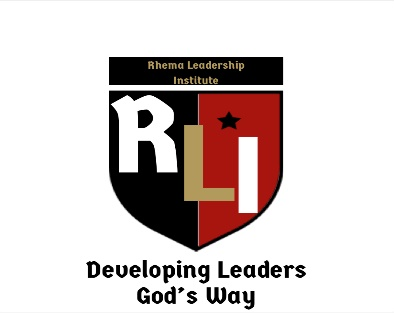 Rhema Leadership
Institute
RLI
Developing Leaders
God's Way